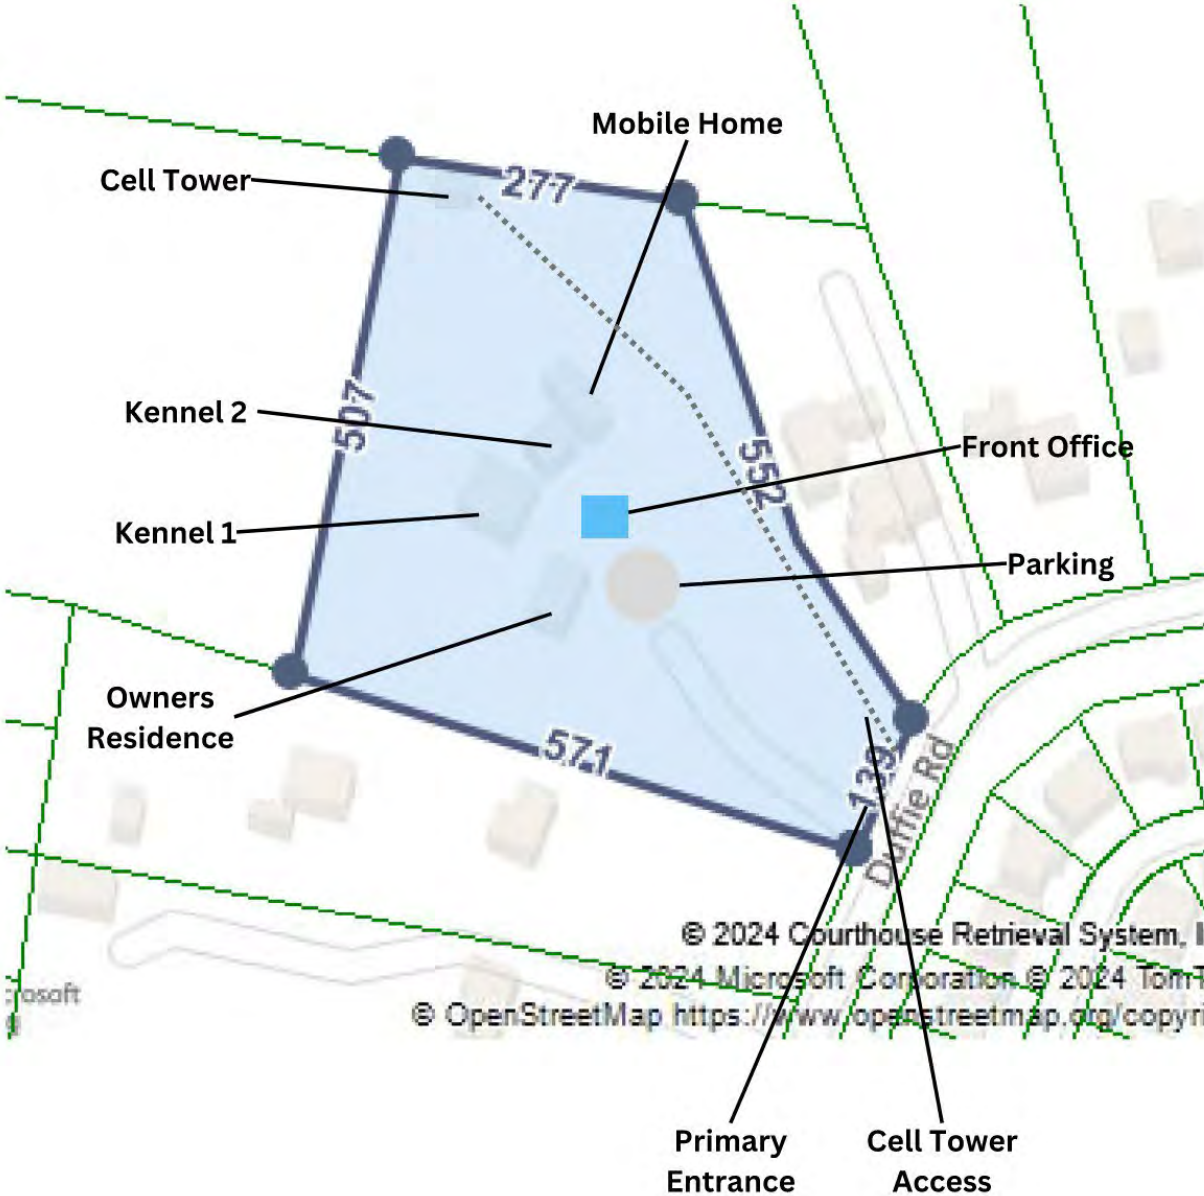 Mobile Home
Cell Tower
277
Kennel 2
507
552
Front Office
Kennel 1
Parking
Owners
Residence
571
139
Duffie Rd
© 2024 Courthouse Retrieval System,
© 2024 Microsoft Corporation © 2024
rosoft
© OpenStreetMap https://www.openstreetmap.org/copyri
Primary
Entrance
Cell Tower
Access